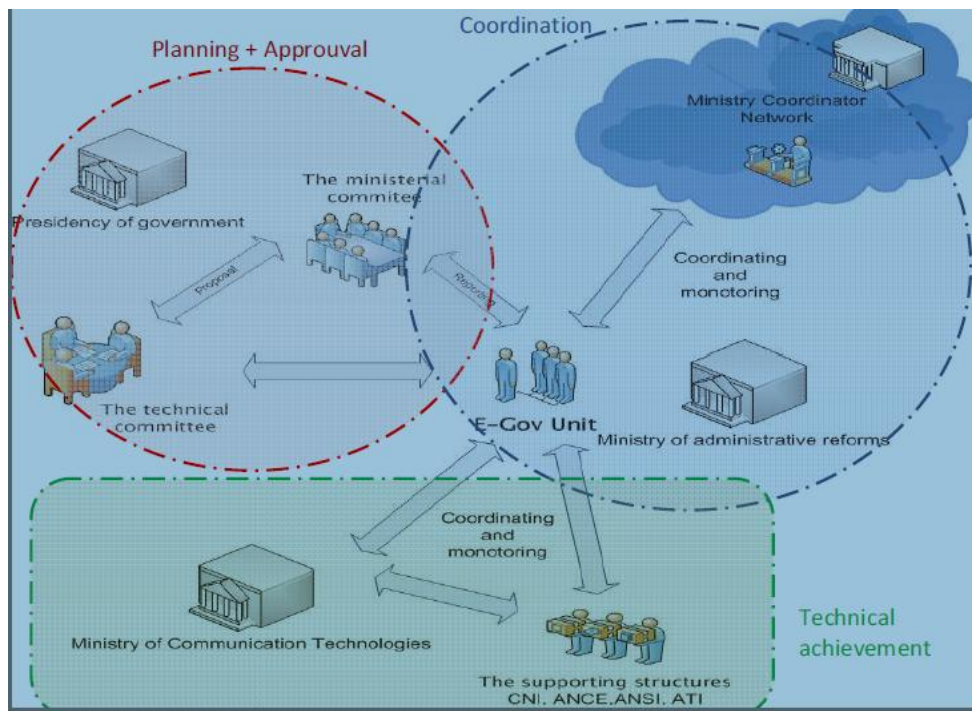 Planning + Approuval
Coordination
Ministry Coordinator
Network
The ministerial
commitee
Presidency of government
Proposal
Reporting
Coordinating
and
monotoring
The technical
committee
E-Gov Unit
Ministry of administrative reforms
Coordinating
and
monotoring
Ministry of Communication Technologies
Technical
achievement
The supporting structures
CNI, ANCE,ANSI, ATI